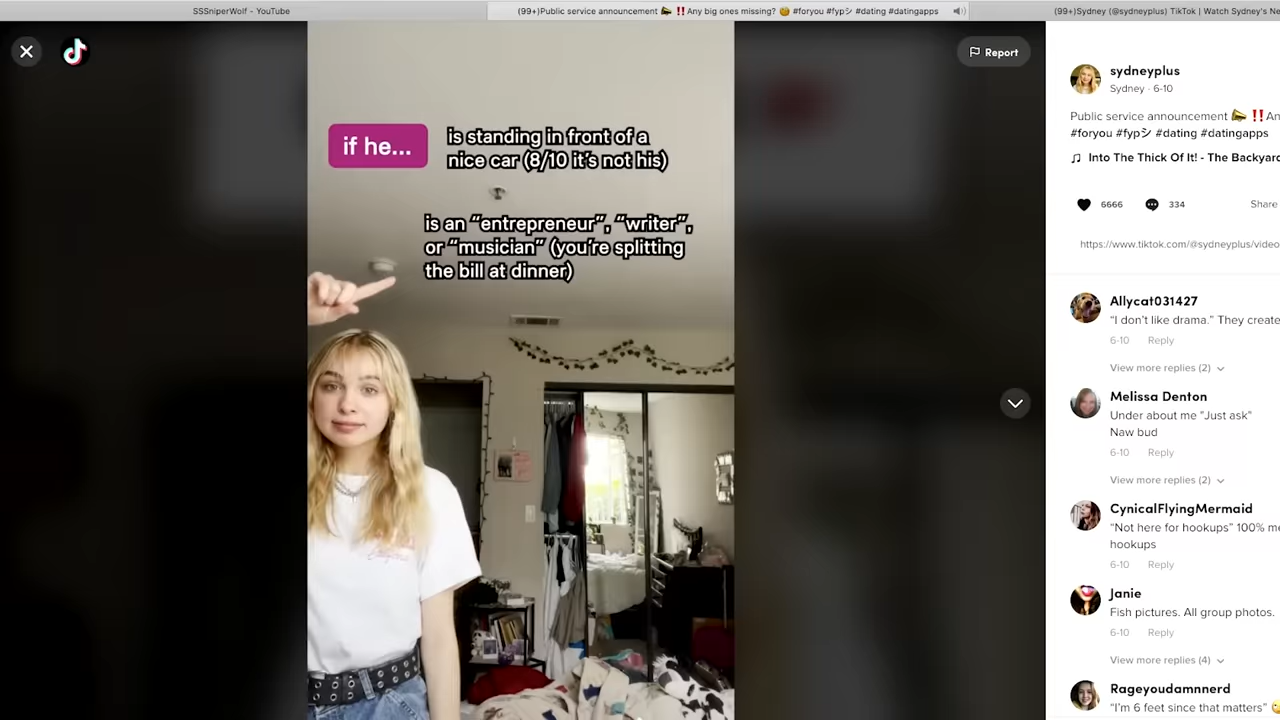 SSSniperWolf - YouTube
(99+)Public service announcement 📣 ‼️Any big ones missing? 🧐 #foryou #fypシ #dating #datingapps
(99+)Sydney (@sydneyplus) TikTok | Watch Sydney's Ne
Report
if he...
is standing in front of a
nice car (8/10 it's not his)
is an “entrepreneur”, “writer”,
or “musician” (you're splitting
the bill at dinner)
sydneyplus
Sydney · 6-10
Public service announcement 📣 ‼️An
#foryou #fypシ #dating #datingapps
♫ Into The Thick Of It! - The Backyard
6666
334
Share
https://www.tiktok.com/@sydneyplus/video
Allycat031427
“I don't like drama.” They create
6-10 Reply
View more replies (2)
Melissa Denton
Under about me "Just ask"
Naw bud
6-10 Reply
View more replies (2)
CynicalFlyingMermaid
“Not here for hookups” 100% me
hookups
6-10 Reply
Janie
Fish pictures. All group photos.
6-10 Reply
View more replies (4)
Rageyoudamnnerd
“I'm 6 feet since that matters”